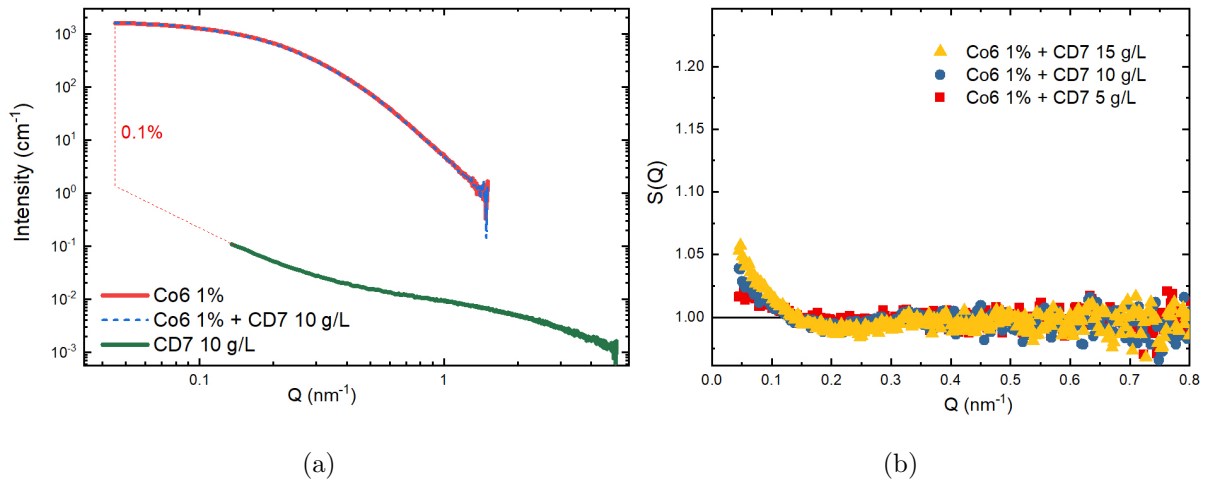 10³
10²
10¹
10⁰
10⁻¹
10⁻²
10⁻³
Intensity (cm⁻¹)
0.1%
Co6 1%
Co6 1% + CD7 10 g/L
CD7 10 g/L
0.1
1
Q (nm⁻¹)
(a)
1.20
1.15
1.10
1.05
1.00
S(Q)
Co6 1% + CD7 15 g/L
Co6 1% + CD7 10 g/L
Co6 1% + CD7 5 g/L
0.0 0.1 0.2 0.3 0.4 0.5 0.6 0.7 0.8
Q (nm⁻¹)
(b)